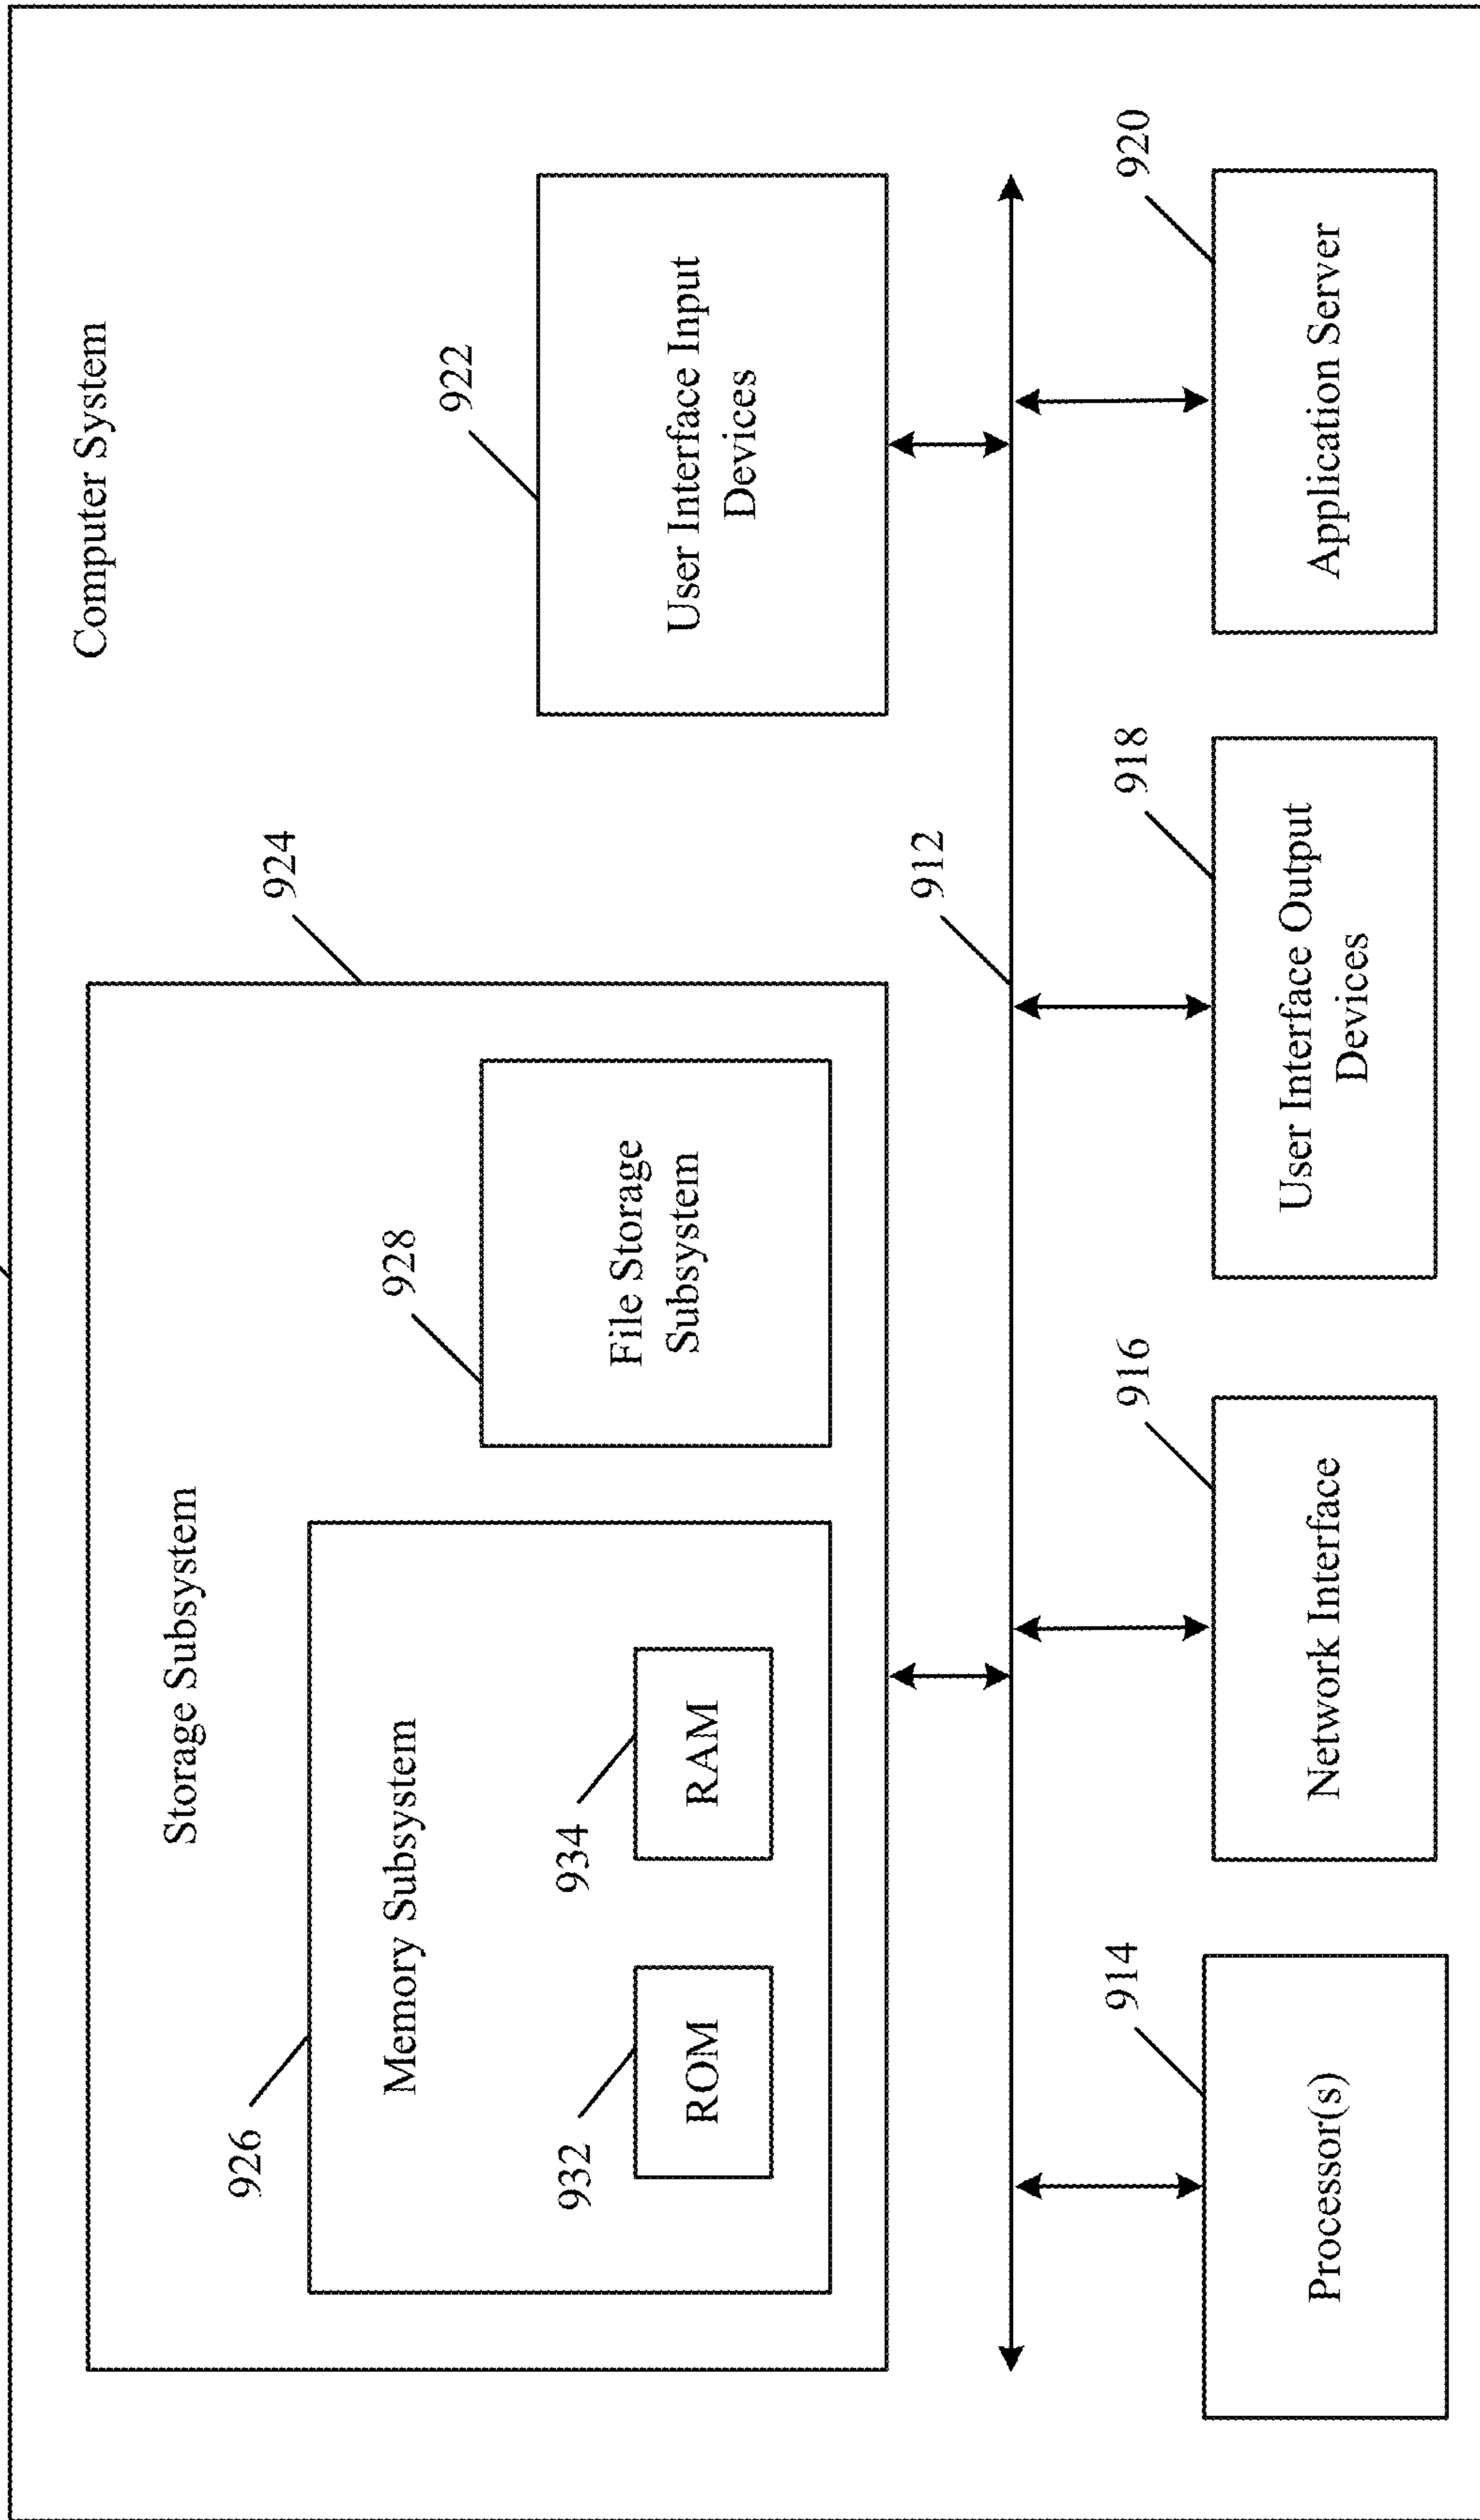 Computer System
Storage Subsystem
924
926
Memory Subsystem
928
922
File Storage
Subsystem
User Interface Input
Devices
932
934
ROM
RAM
912
914
916
918
920
Processor(s)
Network Interface
User Interface Output
Devices
Application Server